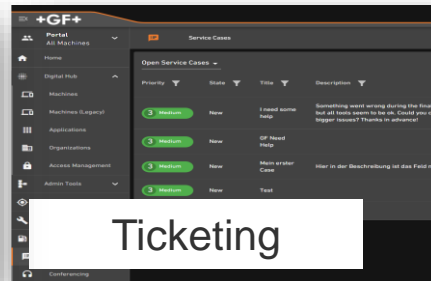 +GF+
Portal
All Machines
Service Cases
Home
Open Service Cases
Digital Hub
Priority State Title Description
Machines
Machines (Legacy)
3 Medium New I need some help Something went wrong during the fina
but all tools seem to be ok. Could you c
bigger issues? Thanks in advance!
Applications
Organizations
3 Medium New GF Need Help
Access Management
3 Medium New Mein erster Case Hier in der Beschreibung ist das Feld n
Admin Tools
3 Medium New Test
Ticketing
Conferencing